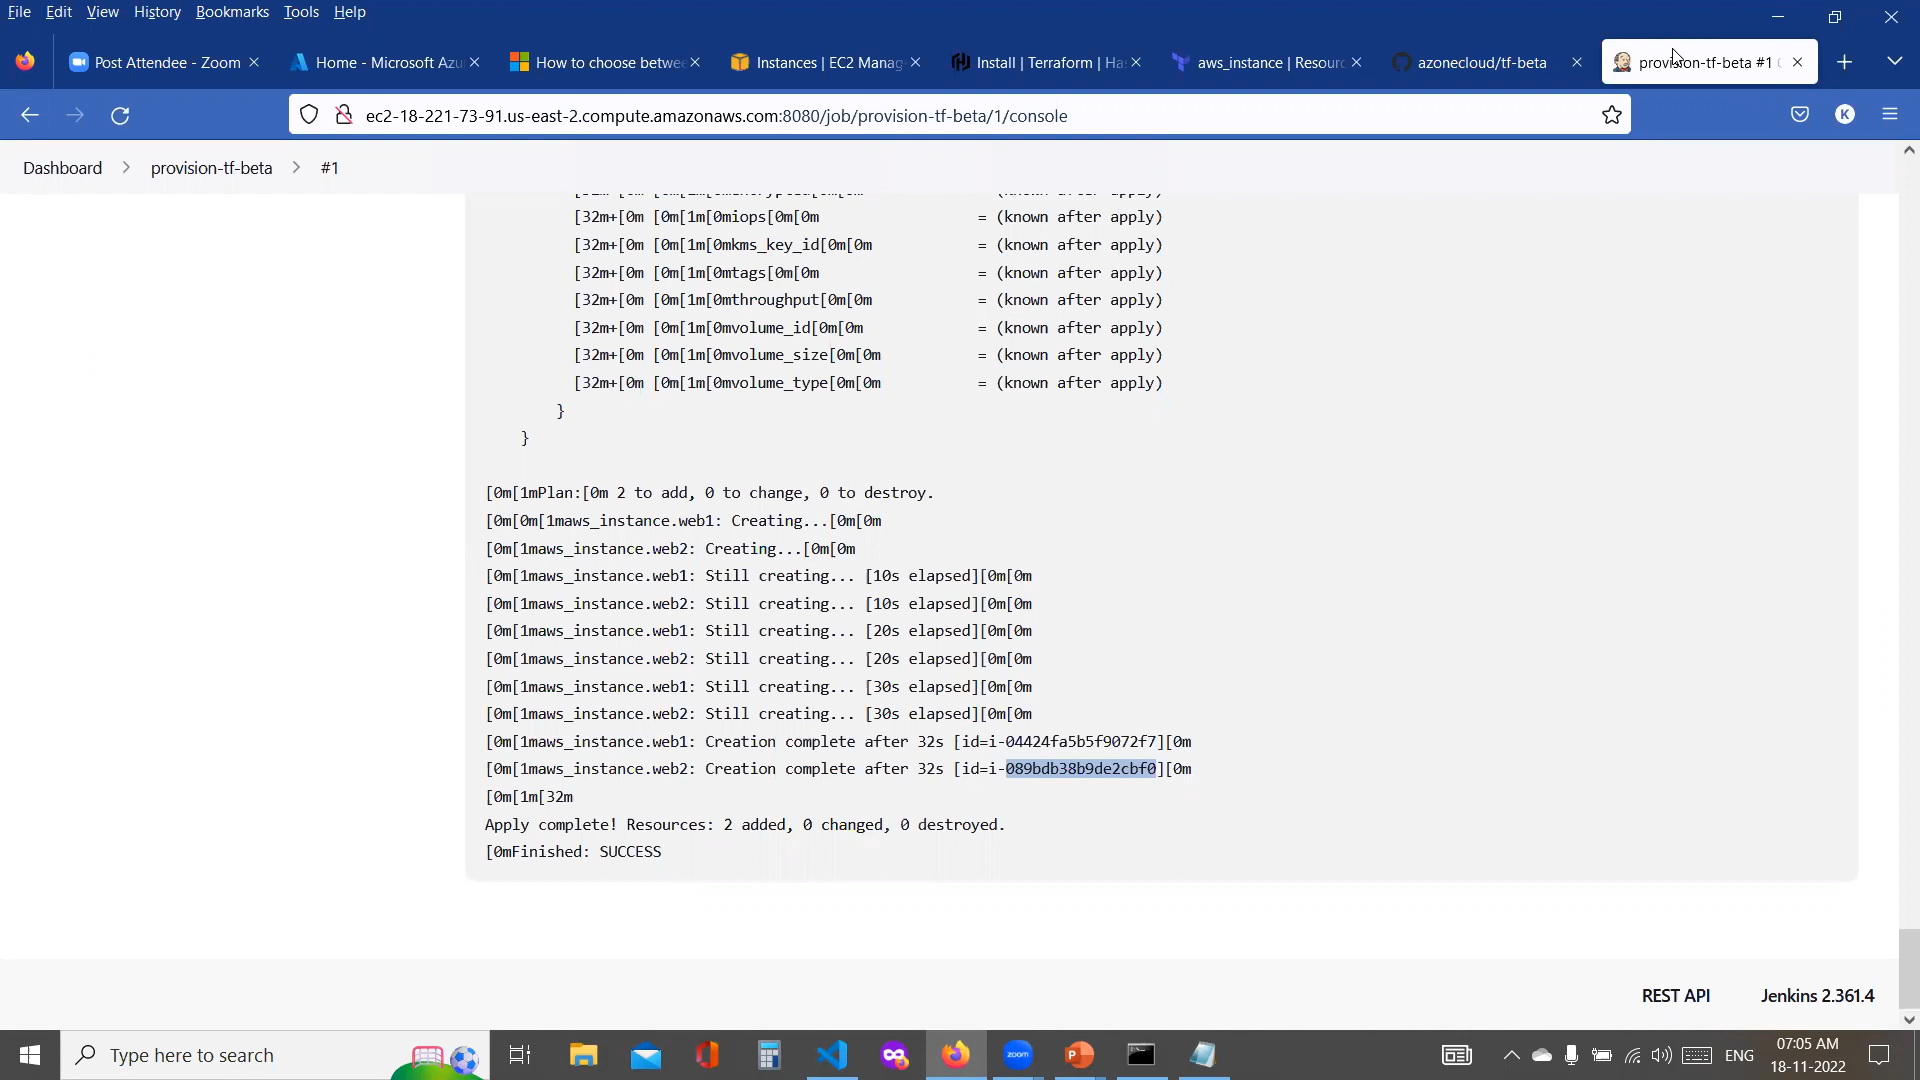 File Edit View History Bookmarks Tools Help
Post Attendee - Zoom
Home - Microsoft Azu
How to choose betwee
Instances | EC2 Manag
Install | Terraform | Has
aws_instance | Resourc
azonecloud/tf-beta
provision-tf-beta #1 C
ec2-18-221-73-91.us-east-2.compute.amazonaws.com:8080/job/provision-tf-beta/1/console
K
Dashboard > provision-tf-beta > #1
[32m+[0m [0m[1m[0miops[0m[0m = (known after apply)
[32m+[0m [0m[1m[0mkms_key_id[0m[0m = (known after apply)
[32m+[0m [0m[1m[0mtags[0m[0m = (known after apply)
[32m+[0m [0m[1m[0mthroughput[0m[0m = (known after apply)
[32m+[0m [0m[1m[0mvolume_id[0m[0m = (known after apply)
[32m+[0m [0m[1m[0mvolume_size[0m[0m = (known after apply)
[32m+[0m [0m[1m[0mvolume_type[0m[0m = (known after apply)
}
}
[0m[1mPlan:[0m 2 to add, 0 to change, 0 to destroy.
[0m[0m[1maws_instance.web1: Creating...[0m[0m
[0m[1maws_instance.web2: Creating...[0m[0m
[0m[1maws_instance.web1: Still creating... [10s elapsed][0m[0m
[0m[1maws_instance.web2: Still creating... [10s elapsed][0m[0m
[0m[1maws_instance.web1: Still creating... [20s elapsed][0m[0m
[0m[1maws_instance.web2: Still creating... [20s elapsed][0m[0m
[0m[1maws_instance.web1: Still creating... [30s elapsed][0m[0m
[0m[1maws_instance.web2: Still creating... [30s elapsed][0m[0m
[0m[1maws_instance.web1: Creation complete after 32s [id=i-04424fa5b5f9072f7][0m
[0m[1maws_instance.web2: Creation complete after 32s [id=i-089bdb38b9de2cbf0][0m
[0m[1m[32m
Apply complete! Resources: 2 added, 0 changed, 0 destroyed.
[0mFinished: SUCCESS
REST API Jenkins 2.361.4
Type here to search
zoom
ENG
07:05 AM
18-11-2022